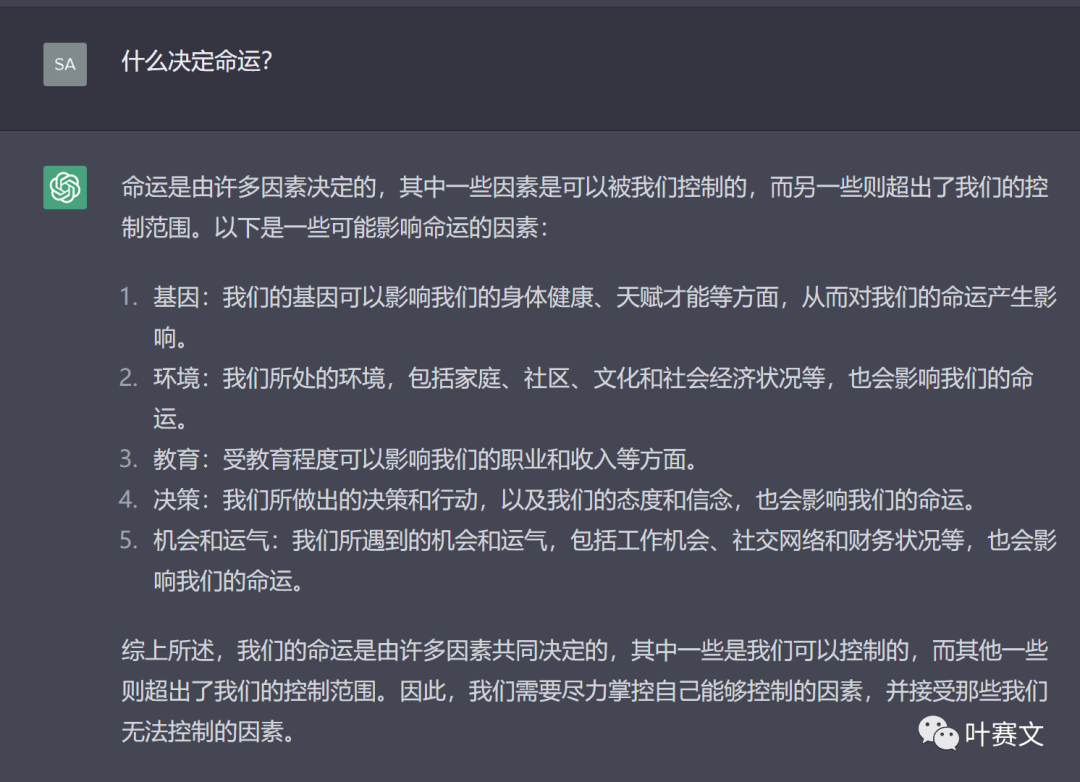 SA
什么决定命运?
命运是由许多因素决定的，其中一些因素是可以被我们控制的，而另一些则超出了我们的控
制范围。以下是一些可能影响命运的因素：
1. 基因：我们的基因可以影响我们的身体健康、天赋才能等方面，从而对我们的命运产生影
响。
2. 环境：我们所处的环境，包括家庭、社区、文化和社会经济状况等，也会影响我们的命
运。
3. 教育：受教育程度可以影响我们的职业和收入等方面。
4. 决策：我们所做出的决策和行动，以及我们的态度和信念，也会影响我们的命运。
5. 机会和运气：我们所遇到的机会和运气，包括工作机会、社交网络和财务状况等，也会影
响我们的命运。
综上所述，我们的命运是由许多因素共同决定的，其中一些是我们可以控制的，而其他一些
则超出了我们的控制范围。因此，我们需要尽力掌控自己能够控制的因素，并接受那些我们
无法控制的因素。
叶赛文